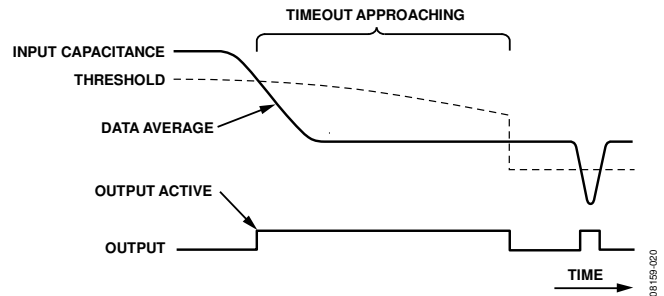 TIMEOUT APPROACHING
INPUT CAPACITANCE
THRESHOLD
DATA AVERAGE
OUTPUT ACTIVE
OUTPUT
TIME
08159-020